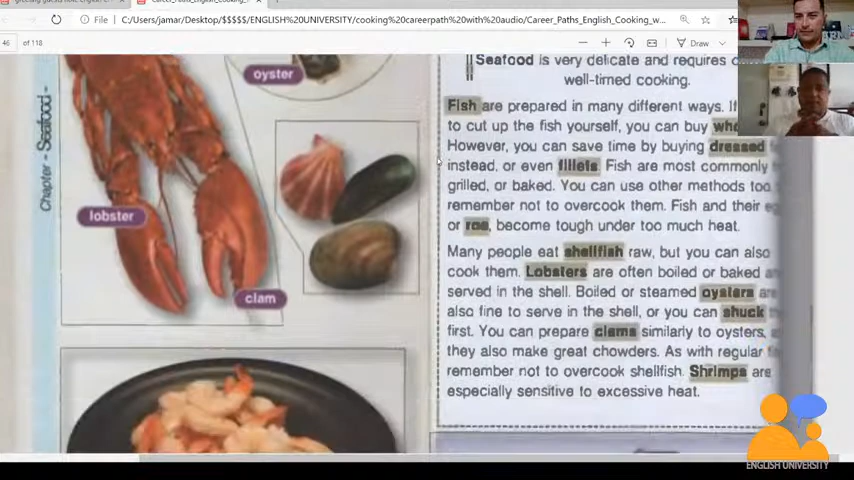 File
C:/Users/jamar/Desktop/$$$$$/ENGLISH%20UNIVERSITY/cooking%20careerpath%20with%20audio/Career_Paths_English_Cooking_w...
46 of 118
Draw
Chapter - Seafood -
oyster
lobster
clam
Seafood is very delicate and requires
well-timed cooking.
Fish are prepared in many different ways. If
to cut up the fish yourself, you can buy
However, you can save time by buying dressed
instead, or even fillets. Fish are most commonly
grilled, or baked. You can use other methods too
remember not to overcook them. Fish and their
or roe, become tough under too much heat.
Many people eat shellfish raw, but you can also
cook them. Lobsters are often boiled or baked
served in the shell. Boiled or steamed oysters are
also fine to serve in the shell, or you can shuck
first. You can prepare clams similarly to oysters,
they also make great chowders. As with regular
remember not to overcook shellfish. Shrimps are
especially sensitive to excessive heat.
ENGLISH UNIVERSITY